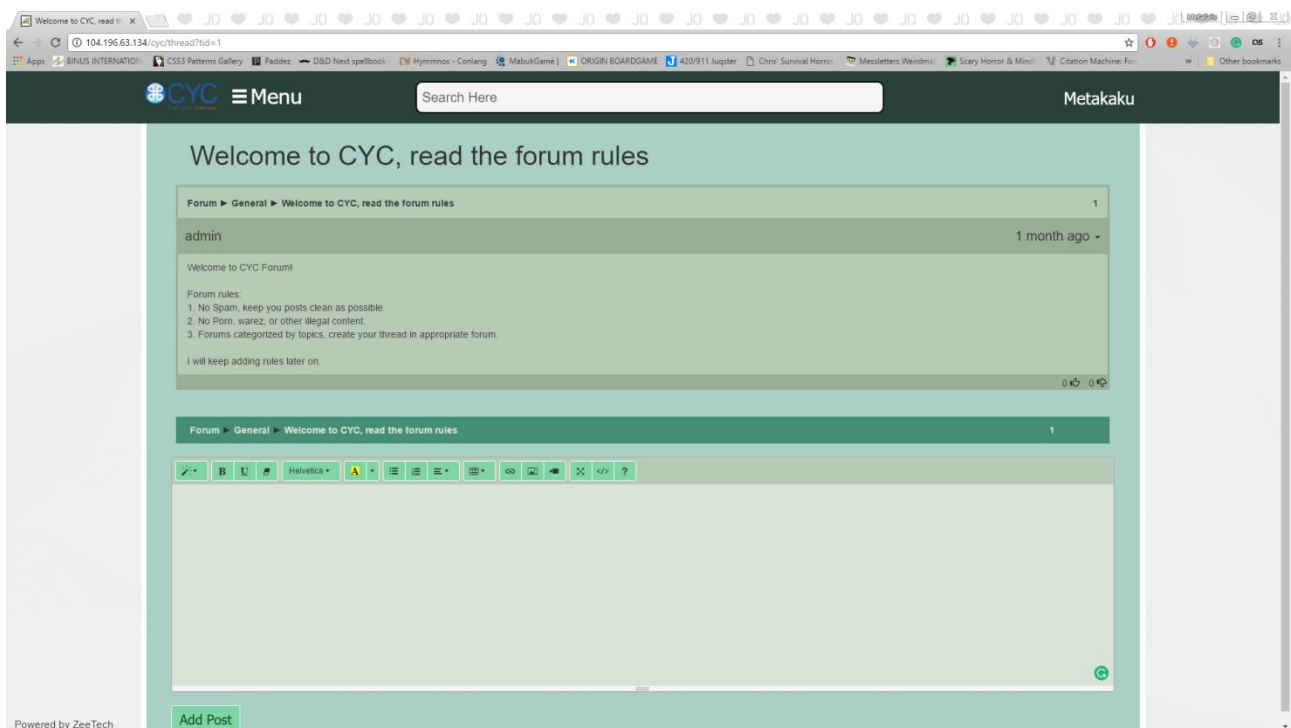 Welcome to CYC, read th
104.196.63.134/cyc/thread?tid=1
Apps BINUS INTERNATION CSS3 Patterns Gallery Paddez D&D Next spellbook Hymmnos - Conlang MabukGame | ORIGIN BOARDGAME 420/911 Juqster Chris' Survival Horror Messletters Weirdma Scary Horror & Mind Citation Machine: For » Other bookmarks
CYC Menu Search Here Metakaku
Welcome to CYC, read the forum rules
Forum ► General ► Welcome to CYC, read the forum rules 1
admin 1 month ago
Welcome to CYC Forum!
Forum rules:
1. No Spam, keep you posts clean as possible.
2. No Porn, warez, or other illegal content.
3. Forums categorized by topics, create your thread in appropriate forum.
I will keep adding rules later on.
0 0
Forum ► General ► Welcome to CYC, read the forum rules 1
B U Helvetica A </> ?
Add Post
Powered by ZeeTech